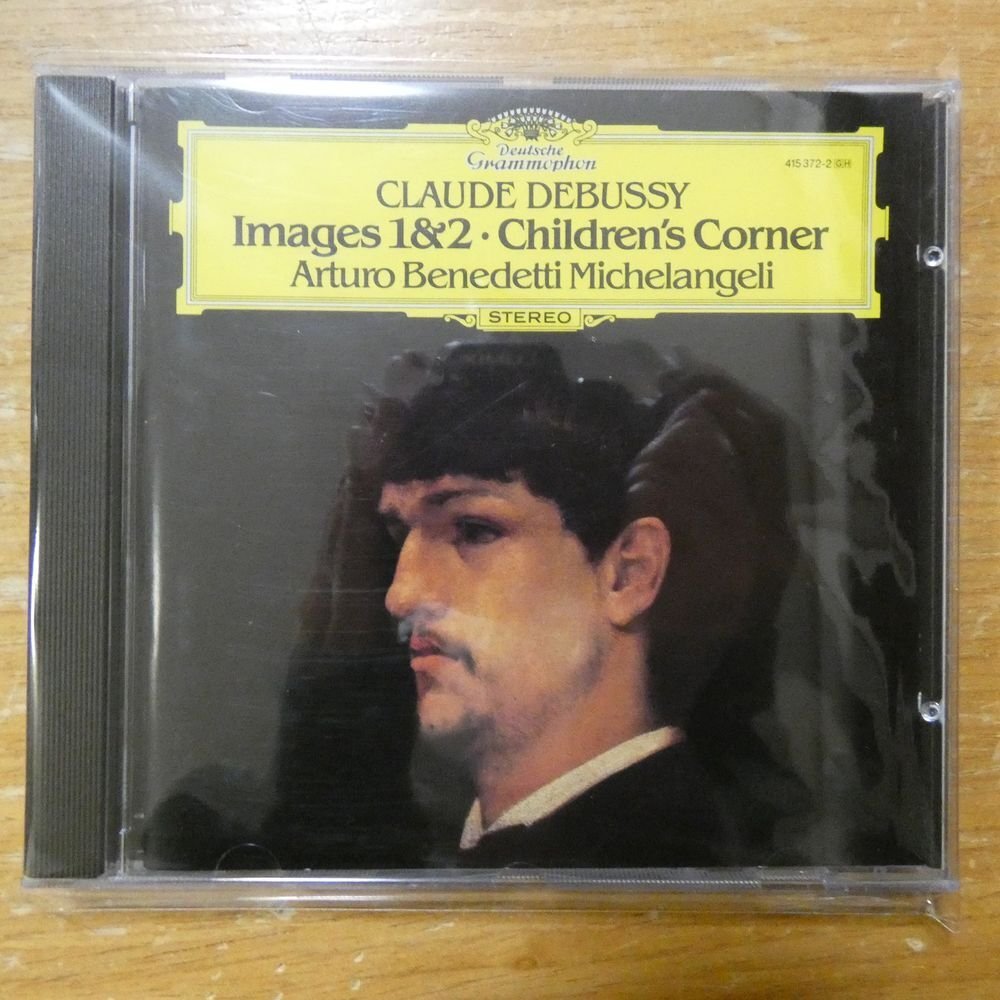 Deutsche
Grammophon
415 372-2 GH
CLAUDE DEBUSSY
Images 1&2 · Children's Corner
Arturo Benedetti Michelangeli
STEREO